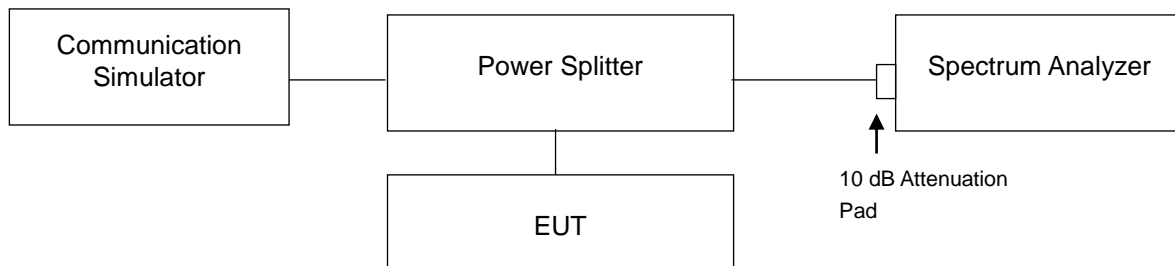 Communication
Simulator
Power Splitter
Spectrum Analyzer
10 dB Attenuation
Pad
EUT